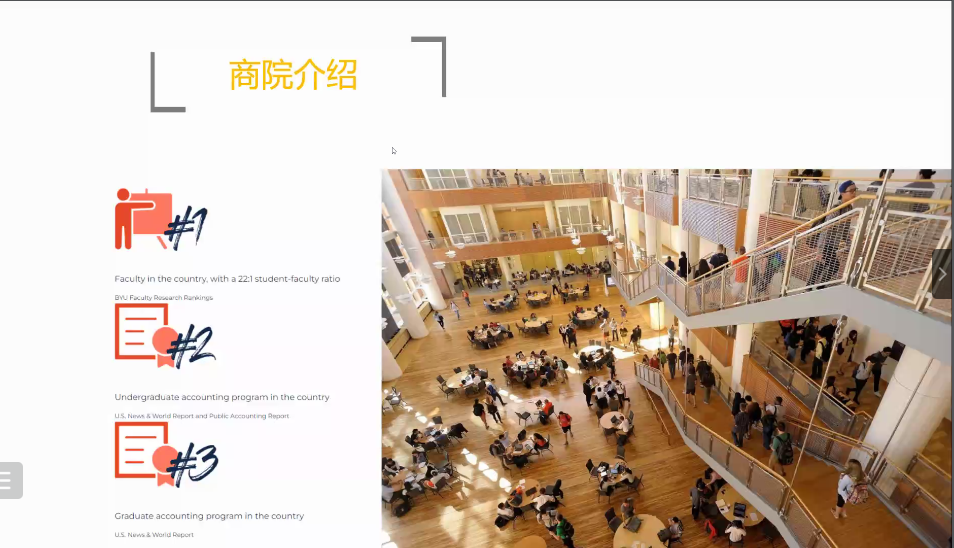 商院介绍
#1
Faculty in the country, with a 22:1 student-faculty ratio
BYU Faculty Research Rankings
#2
Undergraduate accounting program in the country
U.S. News & World Report and Public Accounting Report
#3
Graduate accounting program in the country
U.S. News & World Report